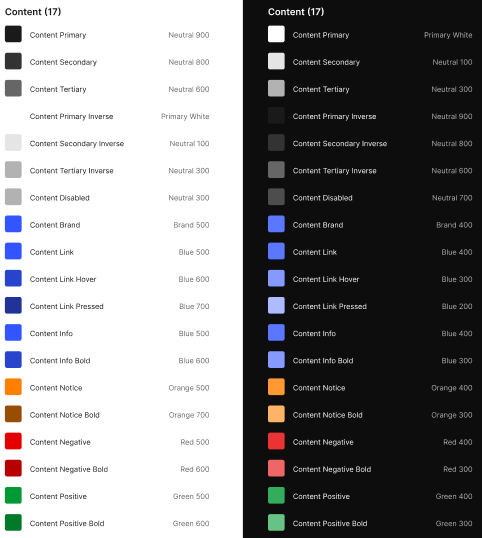 Content (17)
Content Primary Neutral 900
Content Secondary Neutral 800
Content Tertiary Neutral 600
Content Primary Inverse Primary White
Content Secondary Inverse Neutral 100
Content Tertiary Inverse Neutral 300
Content Disabled Neutral 300
Content Brand Brand 500
Content Link Blue 500
Content Link Hover Blue 600
Content Link Pressed Blue 700
Content Info Blue 500
Content Info Bold Blue 600
Content Notice Orange 500
Content Notice Bold Orange 700
Content Negative Red 500
Content Negative Bold Red 600
Content Positive Green 500
Content Positive Bold Green 600
Content (17)
Content Primary Primary White
Content Secondary Neutral 100
Content Tertiary Neutral 300
Content Primary Inverse Neutral 900
Content Secondary Inverse Neutral 800
Content Tertiary Inverse Neutral 600
Content Disabled Neutral 700
Content Brand Brand 400
Content Link Blue 400
Content Link Hover Blue 300
Content Link Pressed Blue 200
Content Info Blue 400
Content Info Bold Blue 300
Content Notice Orange 400
Content Notice Bold Orange 300
Content Negative Red 400
Content Negative Bold Red 300
Content Positive Green 400
Content Positive Bold Green 300